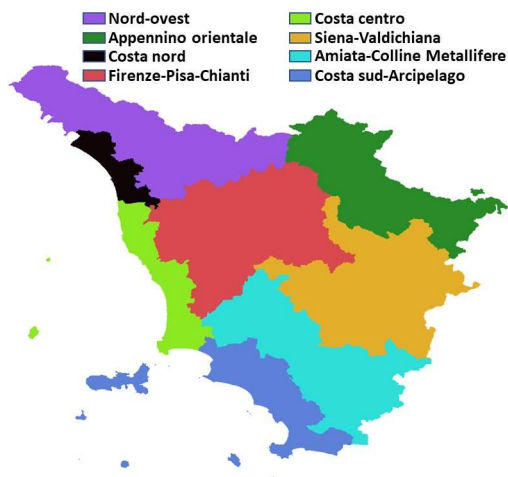 Nord-ovest
Appennino orientale
Costa nord
Firenze-Pisa-Chianti
Costa centro
Siena-Valdichiana
Amiata-Colline Metallifere
Costa sud-Arcipelago